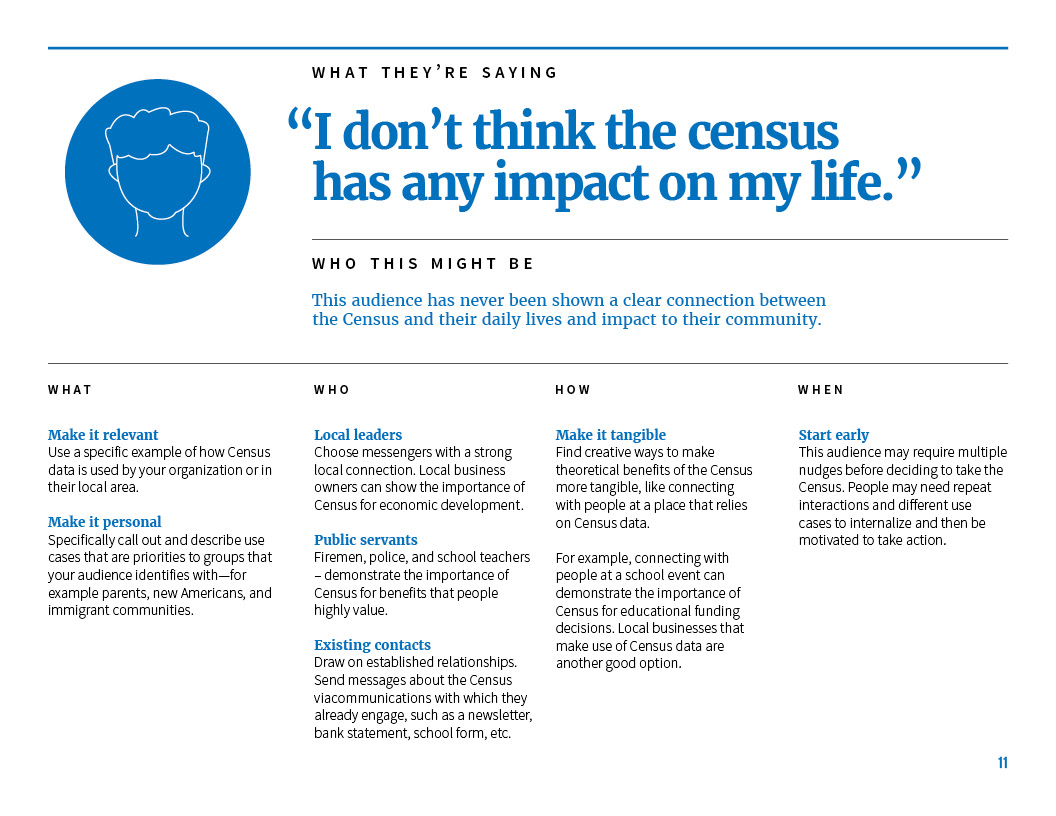 WHAT THEY’RE SAYING
“I don’t think the census
has any impact on my life.”
WHO THIS MIGHT BE
This audience has never been shown a clear connection between
the Census and their daily lives and impact to their community.
WHAT
Make it relevant
Use a specific example of how Census
data is used by your organization or in
their local area.
Make it personal
Specifically call out and describe use
cases that are priorities to groups that
your audience identifies with—for
example parents, new Americans, and
immigrant communities.
WHO
Local leaders
Choose messengers with a strong
local connection. Local business
owners can show the importance of
Census for economic development.
Public servants
Firemen, police, and school teachers
– demonstrate the importance of
Census for benefits that people
highly value.
Existing contacts
Draw on established relationships.
Send messages about the Census
viacommunications with which they
already engage, such as a newsletter,
bank statement, school form, etc.
HOW
Make it tangible
Find creative ways to make
theoretical benefits of the Census
more tangible, like connecting
with people at a place that relies
on Census data.
For example, connecting with
people at a school event can
demonstrate the importance of
Census for educational funding
decisions. Local businesses that
make use of Census data are
another good option.
WHEN
Start early
This audience may require multiple
nudges before deciding to take the
Census. People may need repeat
interactions and different use
cases to internalize and then be
motivated to take action.
11